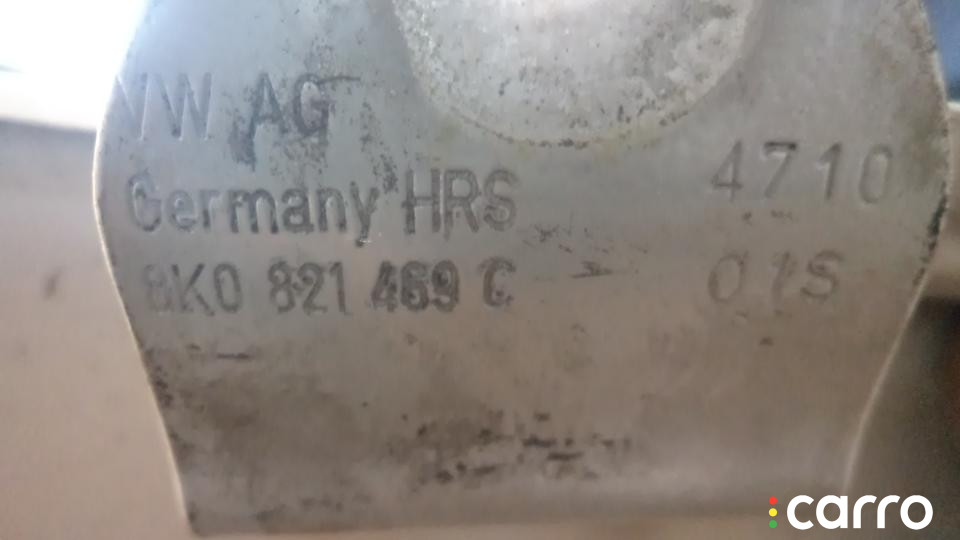 VW AG
Germany HRS 4710
8K0 821 469 C 01S
carro